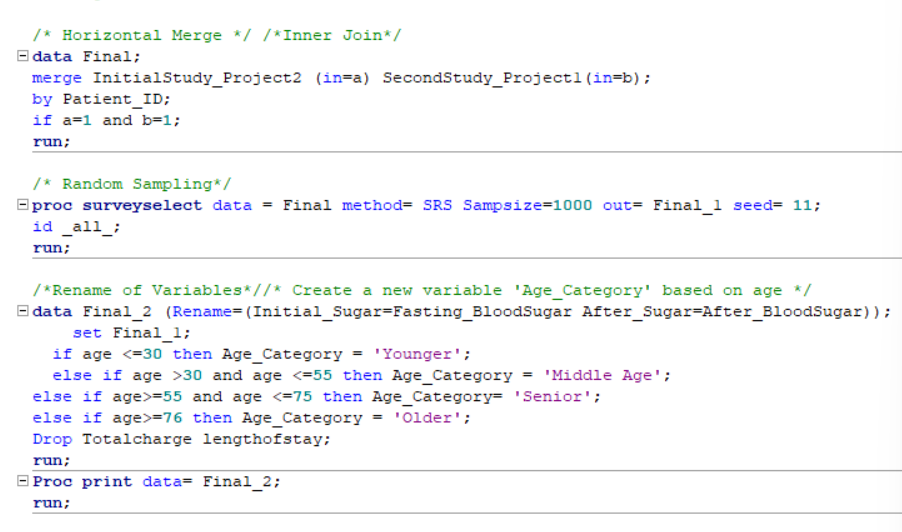 /* Horizontal Merge */ /*Inner Join*/
data Final;
merge InitialStudy_Project2 (in=a) SecondStudy_Project1(in=b);
by Patient_ID;
if a=1 and b=1;
run;
/* Random Sampling*/
proc surveyselect data = Final method= SRS Sampsize=1000 out= Final_1 seed= 11;
id _all_;
run;
/*Rename of Variables*//* Create a new variable 'Age_Category' based on age */
data Final_2 (Rename=(Initial_Sugar=Fasting_BloodSugar After_Sugar=After_BloodSugar));
set Final_1;
if age <=30 then Age_Category = 'Younger';
else if age >30 and age <=55 then Age_Category = 'Middle Age';
else if age>=55 and age <=75 then Age_Category= 'Senior';
else if age>=76 then Age_Category = 'Older';
Drop Totalcharge lengthofstay;
run;
Proc print data= Final_2;
run;